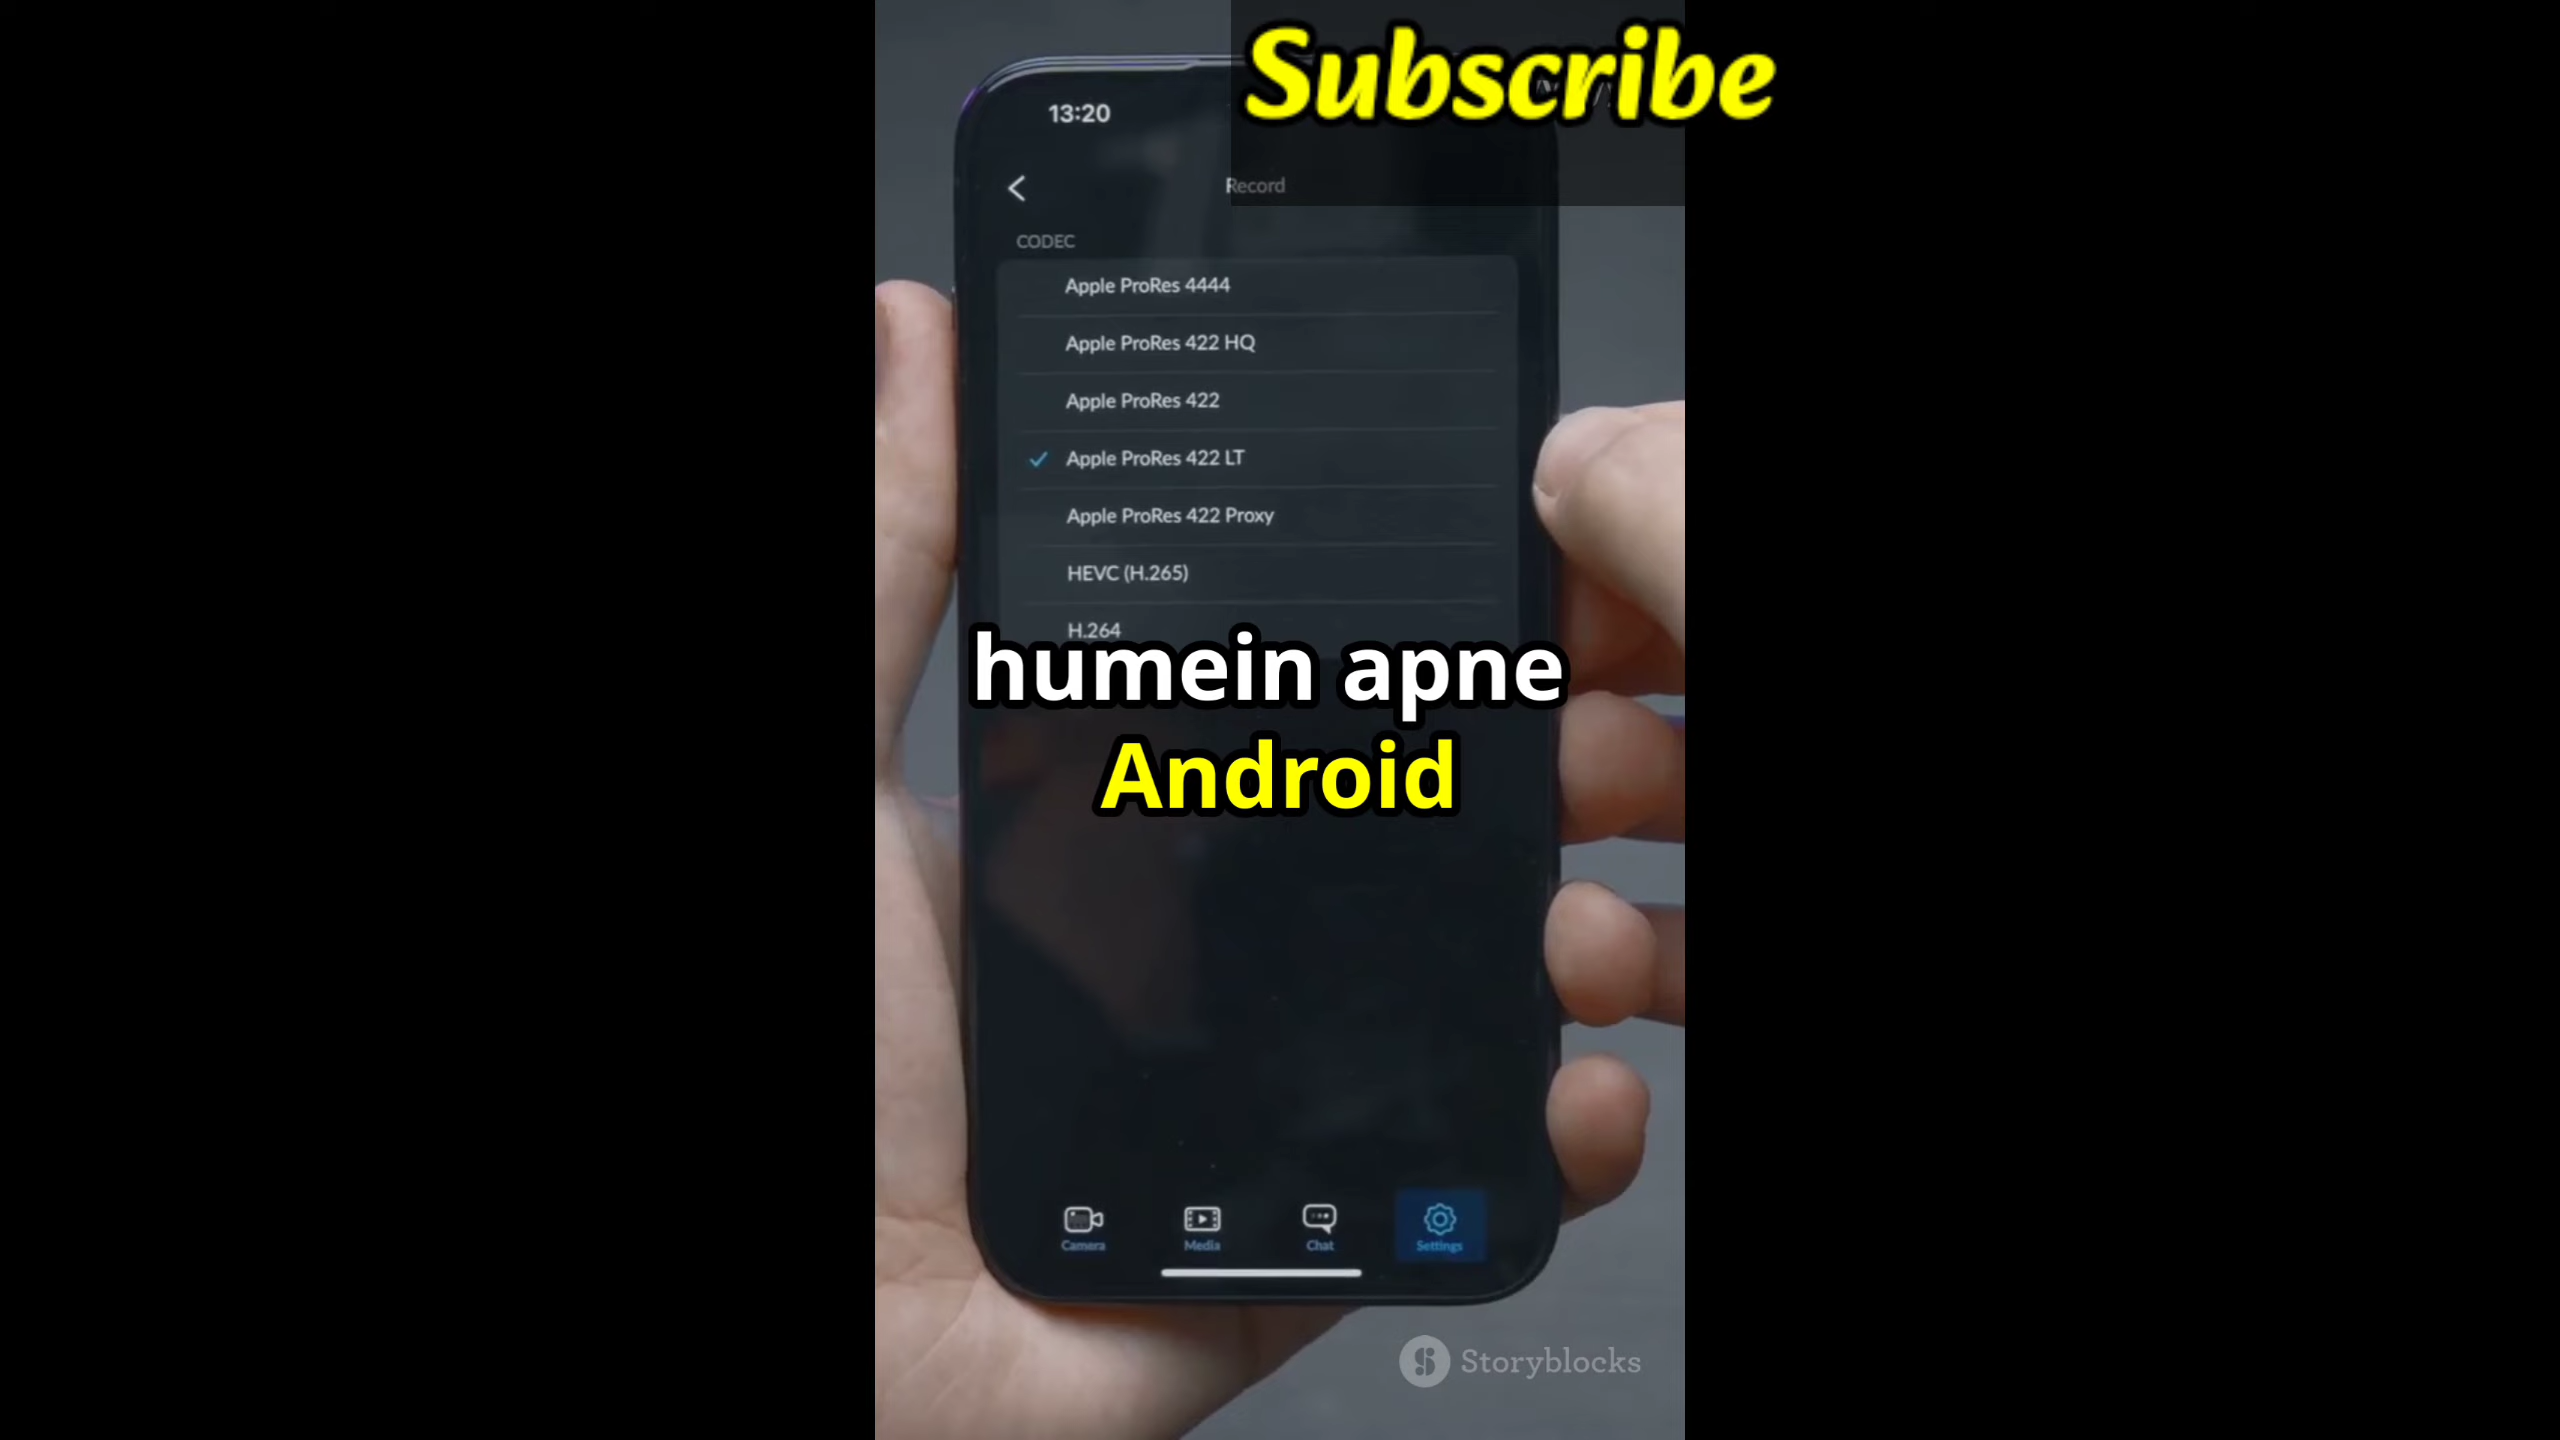 Subscribe
13:20
Record
CODEC
Apple ProRes 4444
Apple ProRes 422 HQ
Apple ProRes 422
Apple ProRes 422 LT
Apple ProRes 422 Proxy
HEVC (H.265)
H.264
humein apne
Android
Camera
Media
Chat
Settings
Storyblocks